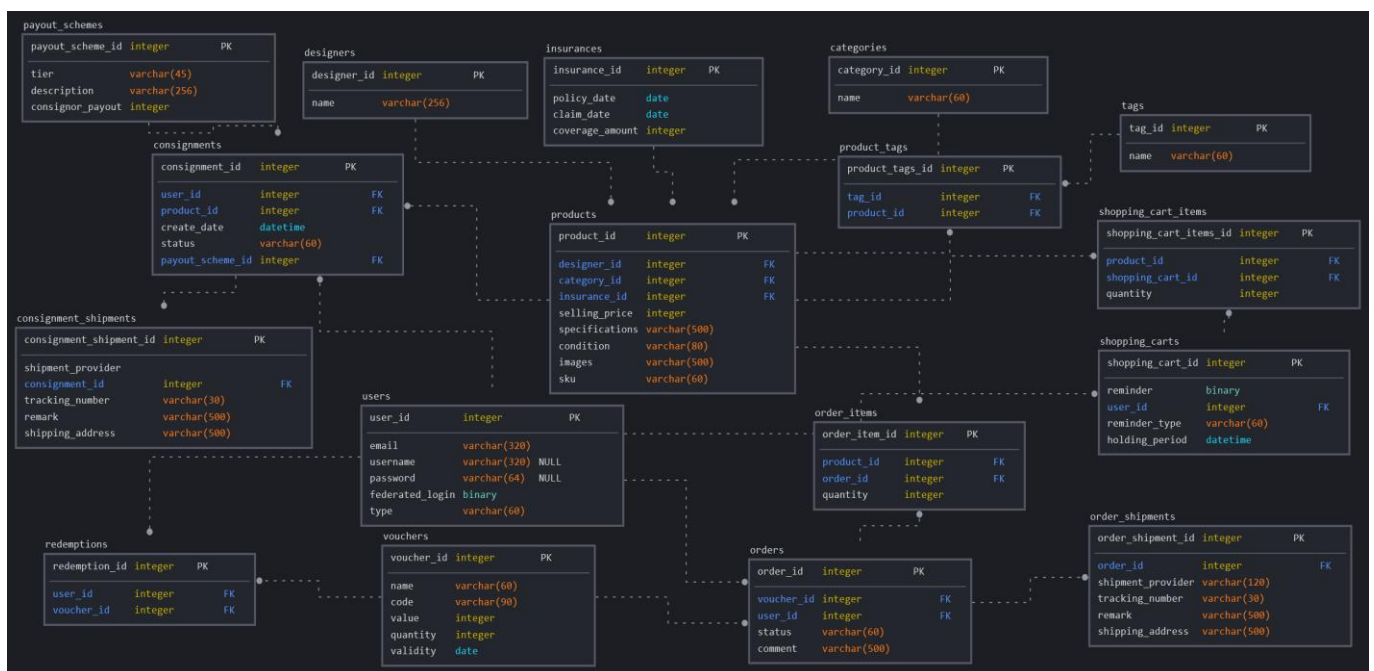 payout_schemes
payout_scheme_id integer PK
tier varchar(45)
description varchar(256)
consignor_payout integer
designers
designer_id integer PK
name varchar(256)
insurances
insurance_id integer PK
policy_date date
claim_date date
coverage_amount integer
categories
category_id integer PK
name varchar(60)
tags
tag_id integer PK
name varchar(60)
consignments
consignment_id integer PK
user_id integer FK
product_id integer FK
create_date datetime
status varchar(60)
payout_scheme_id integer FK
product_tags
product_tags_id integer PK
tag_id integer FK
product_id integer FK
products
product_id integer PK
designer_id integer FK
category_id integer FK
insurance_id integer FK
selling_price integer
specifications varchar(500)
condition varchar(80)
images varchar(500)
sku varchar(60)
shopping_cart_items
shopping_cart_items_id integer PK
product_id integer FK
shopping_cart_id integer FK
quantity integer
consignment_shipments
consignment_shipment_id integer PK
shipment_provider
consignment_id integer FK
tracking_number varchar(30)
remark varchar(500)
shipping_address varchar(500)
shopping_carts
shopping_cart_id integer PK
reminder binary
user_id integer FK
reminder_type varchar(60)
holding_period datetime
users
user_id integer PK
email varchar(320)
username varchar(320) NULL
password varchar(64) NULL
federated_login binary
type varchar(60)
order_items
order_item_id integer PK
product_id integer FK
order_id integer FK
quantity integer
redemptions
redemption_id integer PK
user_id integer FK
voucher_id integer FK
vouchers
voucher_id integer PK
name varchar(60)
code varchar(90)
value integer
quantity integer
validity date
orders
order_id integer PK
voucher_id integer FK
user_id integer FK
status varchar(60)
comment varchar(500)
order_shipments
order_shipment_id integer PK
order_id integer FK
shipment_provider varchar(120)
tracking_number varchar(30)
remark varchar(500)
shipping_address varchar(500)